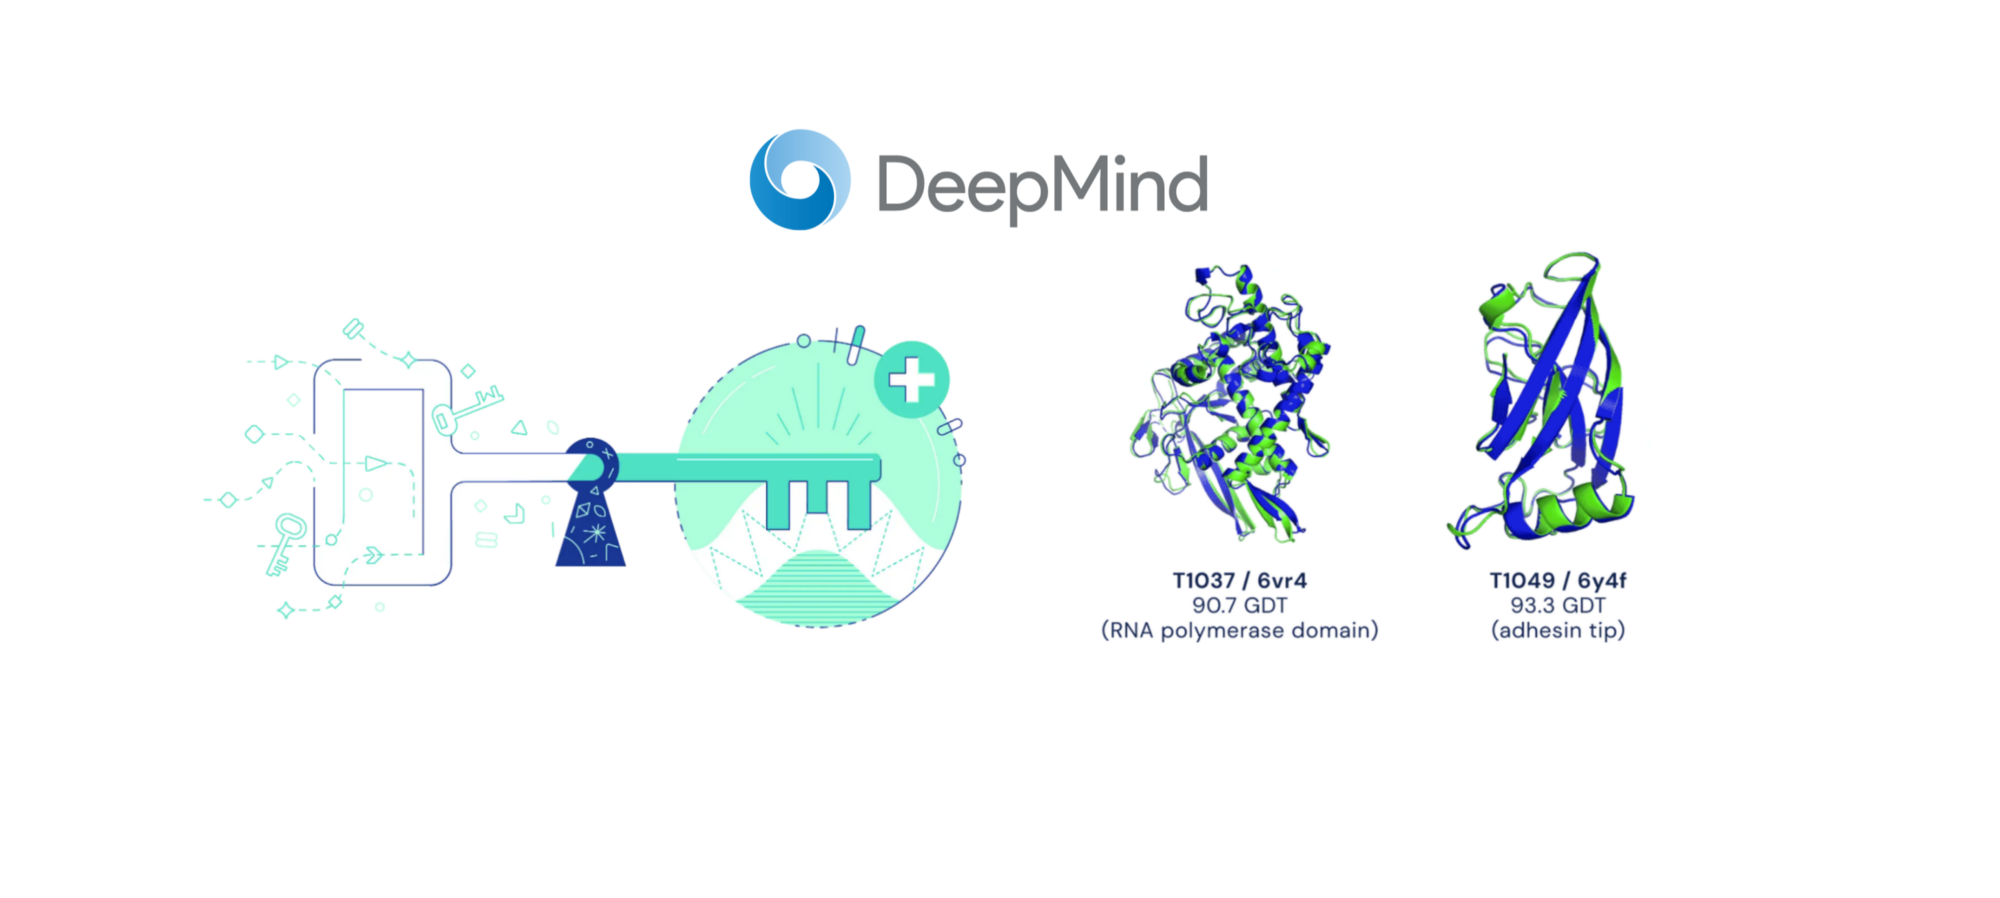 DeepMind
T1037 / 6vr4
90.7 GDT
(RNA polymerase domain)
T1049 / 6y4f
93.3 GDT
(adhesin tip)